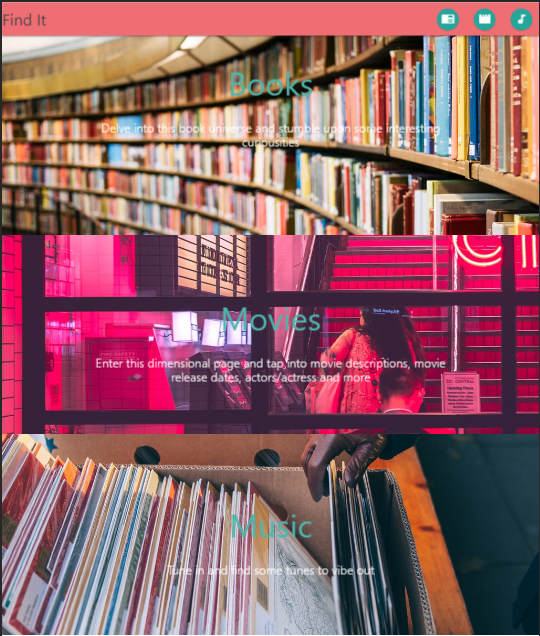 Find It
Books
Delve into this book universe and stumble upon some interesting
curiousities
Movies
Enter this dimensional page and tap into movie descriptions, movie
release dates, actors/actress and more
CENTRAL
Music
Tune in and find some tunes to vibe out